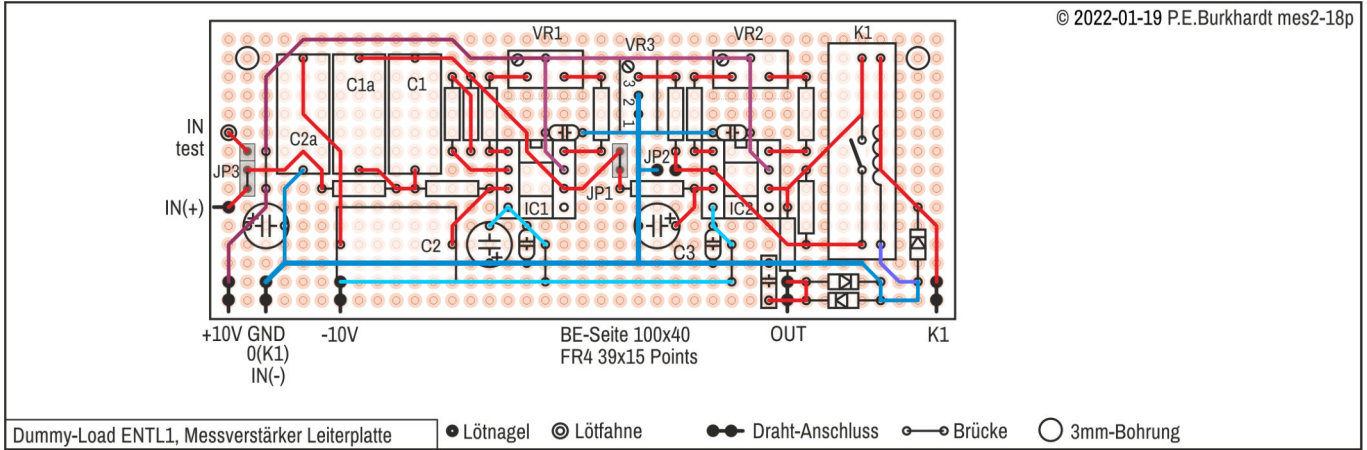 © 2022-01-19 P.E.Burkhardt mes2-18p
VR1
VR3
VR2
K1
C1a
C1
3
2
1
IN
test
C2a
JP3
JP2
JP1
IN(+)
IC1
IC2
C2
C3
+10V GND
0(K1)
IN(-)
-10V
BE-Seite 100x40
FR4 39x15 Points
OUT
K1
Dummy-Load ENTL1, Messverstärker Leiterplatte
Lötnagel
Lötfahne
Draht-Anschluss
Brücke
3mm-Bohrung